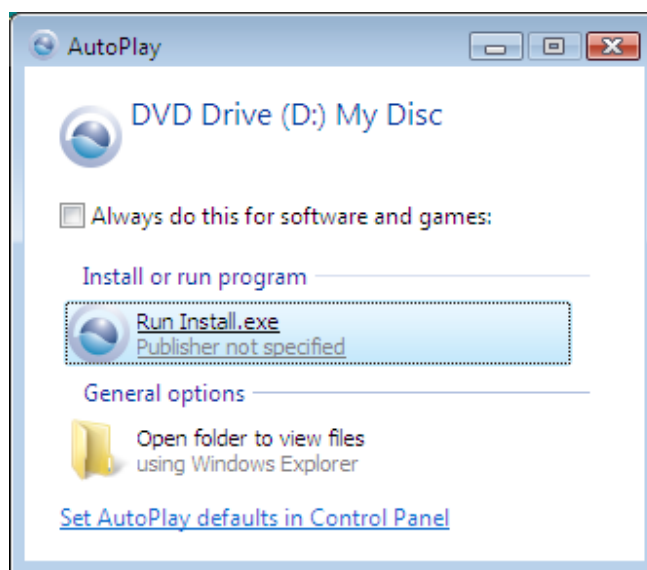 AutoPlay
DVD Drive (D:) My Disc
Always do this for software and games:
Install or run program
Run Install.exe
Publisher not specified
General options
Open folder to view files
using Windows Explorer
Set AutoPlay defaults in Control Panel